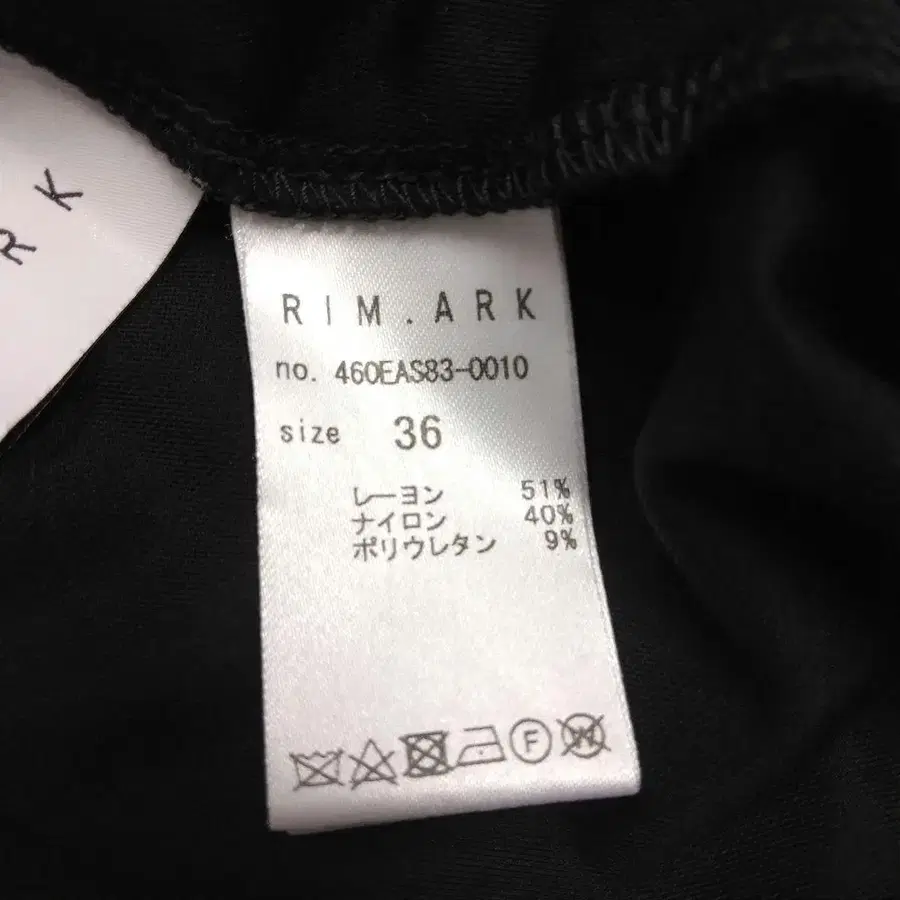 RK
RIM.ARK
no. 460EAS83-0010
size 36
レーヨン 51%
ナイロン 40%
ポリウレタン 9%
F
W